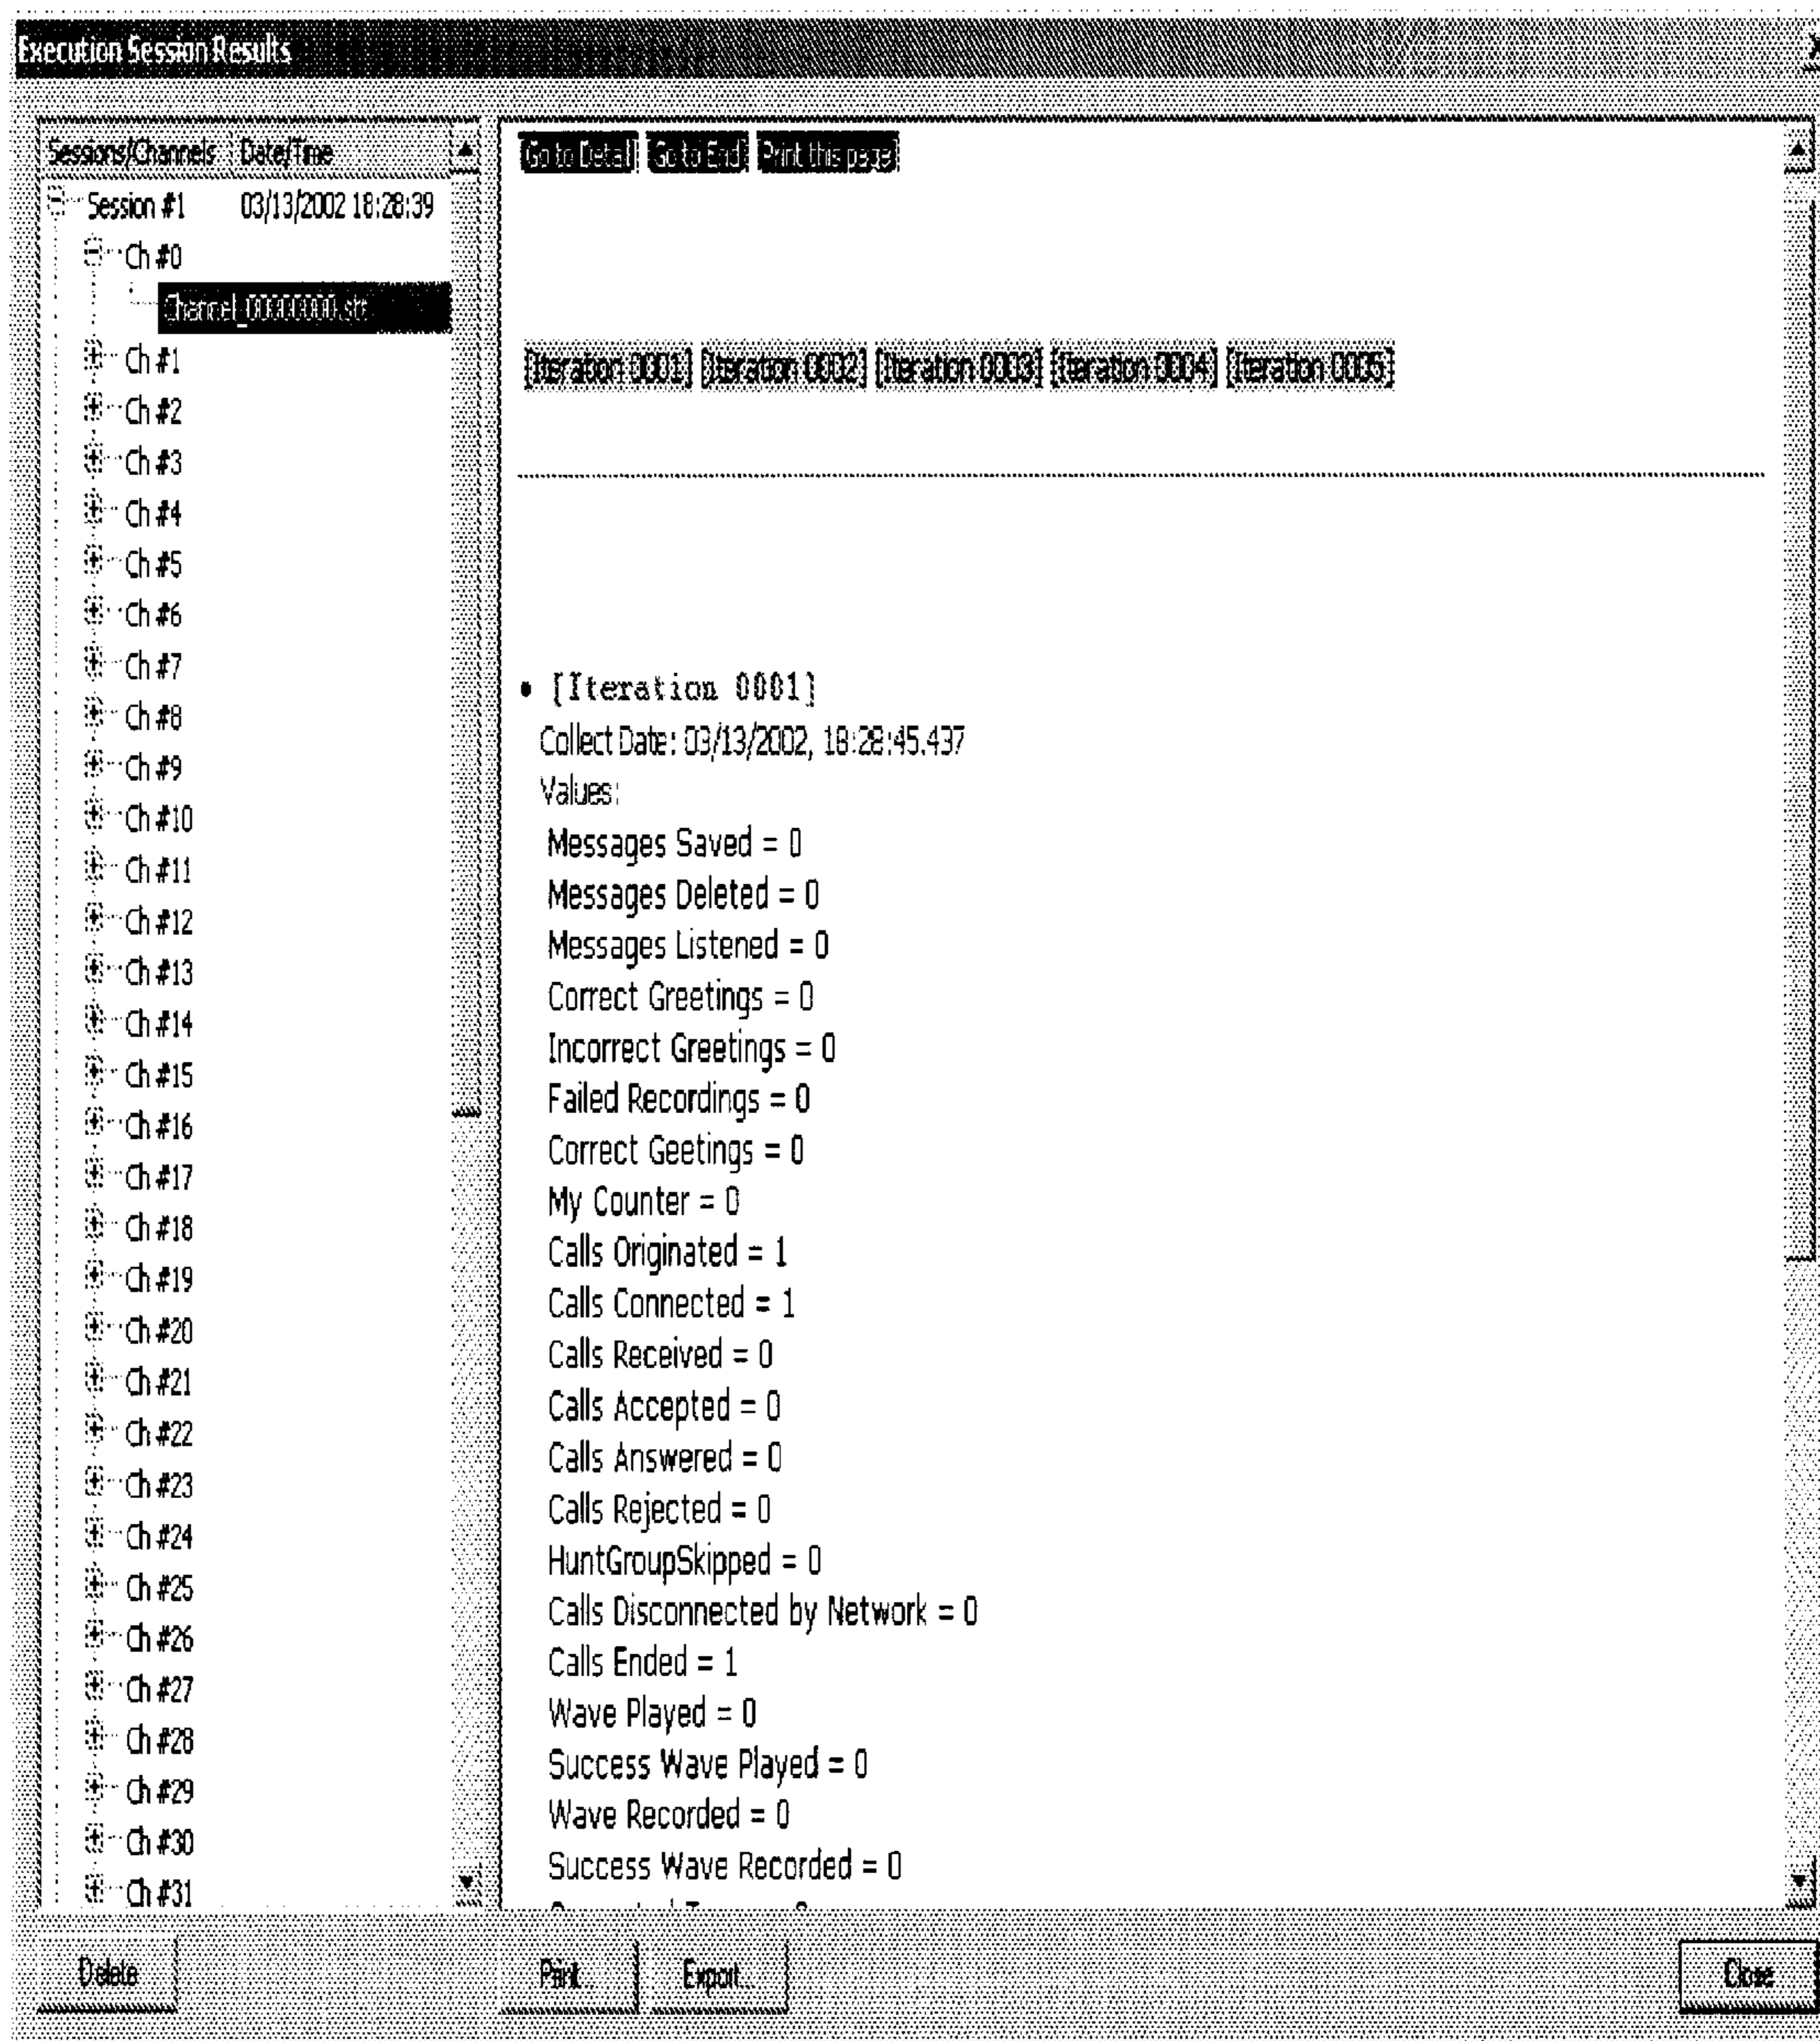 Execution Session Results
Sessions/Channels Date/Time
Session #1 03/13/2002 18:28:39
Ch #0
Ch #1
Ch #2
Ch #3
Ch #4
Ch #5
Ch #6
Ch #7
Ch #8
Ch #9
Ch #10
Ch #11
Ch #12
Ch #13
Ch #14
Ch #15
Ch #16
Ch #17
Ch #18
Ch #19
Ch #20
Ch #21
Ch #22
Ch #23
Ch #24
Ch #25
Ch #26
Ch #27
Ch #28
Ch #29
Ch #30
Ch #31
Go to Detail Go to End Print this page
[Iteration 0001] [Iteration 0002] [Iteration 0003] [Iteration 0004] [Iteration 0005]
• [Iteration 0001]
Collect Date: 03/13/2002, 18:28:45.437
Values:
Messages Saved = 0
Messages Deleted = 0
Messages Listened = 0
Correct Greetings = 0
Incorrect Greetings = 0
Failed Recordings = 0
Correct Geetings = 0
My Counter = 0
Calls Originated = 1
Calls Connected = 1
Calls Received = 0
Calls Accepted = 0
Calls Answered = 0
Calls Rejected = 0
HuntGroupSkipped = 0
Calls Disconnected by Network = 0
Calls Ended = 1
Wave Played = 0
Success Wave Played = 0
Wave Recorded = 0
Success Wave Recorded = 0
Delete Print... Export... Close